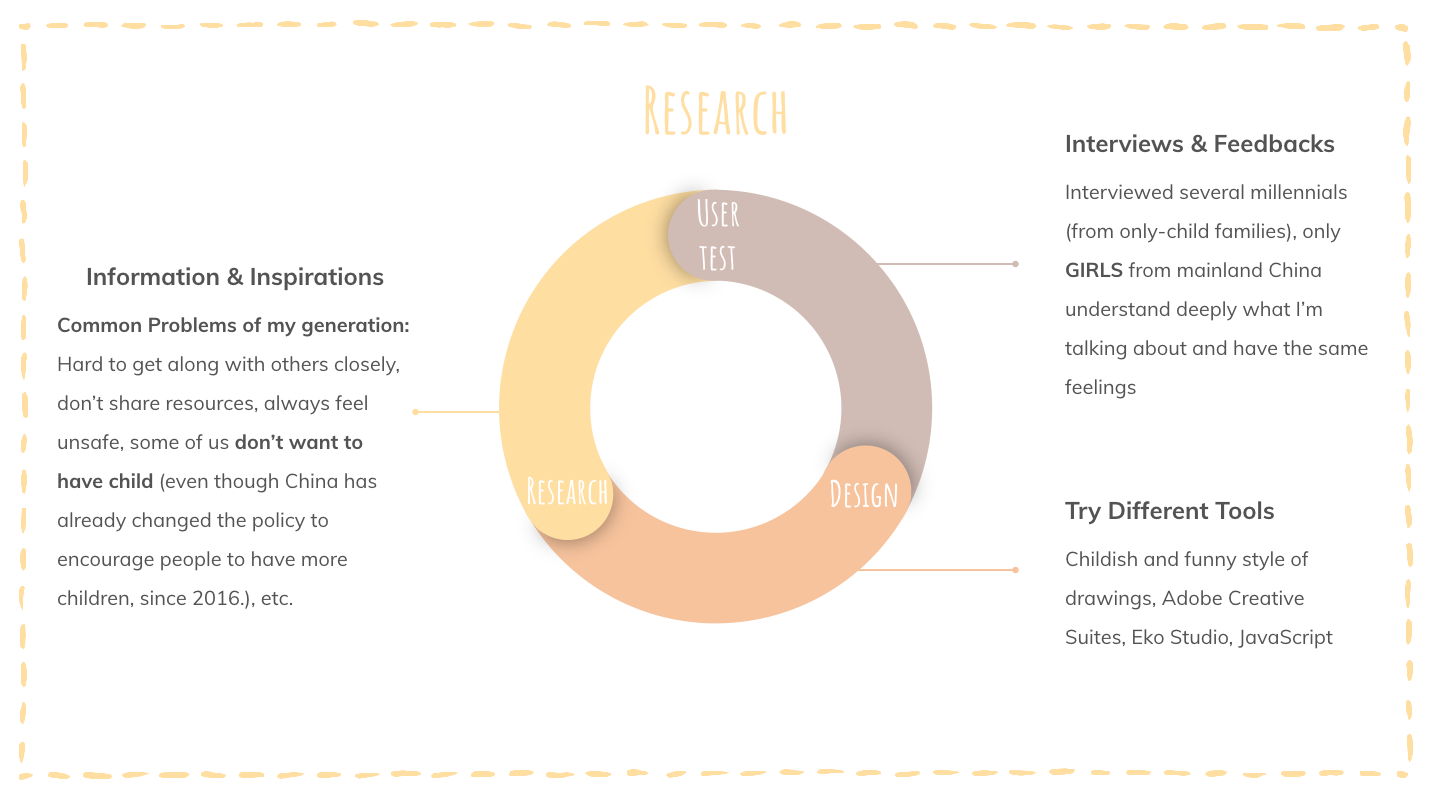 Research
Information & Inspirations
Common Problems of my generation:
Hard to get along with others closely,
don’t share resources, always feel
unsafe, some of us don’t want to
have child (even though China has
already changed the policy to
encourage people to have more
children, since 2016.), etc.
User
test
Research
Design
Interviews & Feedbacks
Interviewed several millennials
(from only-child families), only
GIRLS from mainland China
understand deeply what I’m
talking about and have the same
feelings
Try Different Tools
Childish and funny style of
drawings, Adobe Creative
Suites, Eko Studio, JavaScript